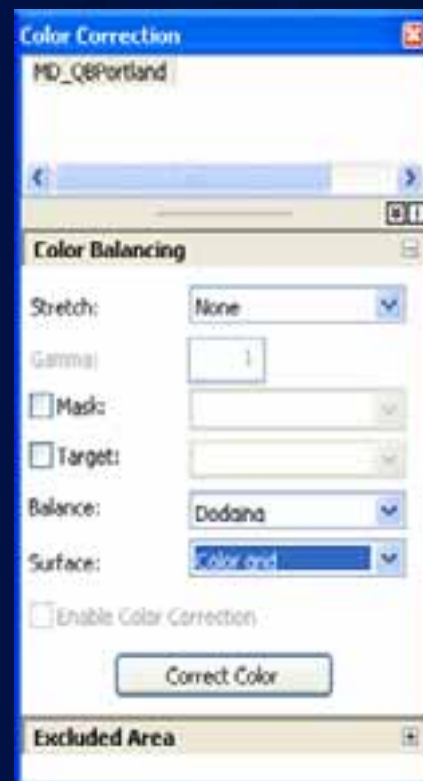 Color Correction
MD_QBPortland
Color Balancing
Stretch: None
Gamma: 1
Mask:
Target:
Balance: Dodging
Surface: Color and
Enable Color Correction
Correct Color
Excluded Area